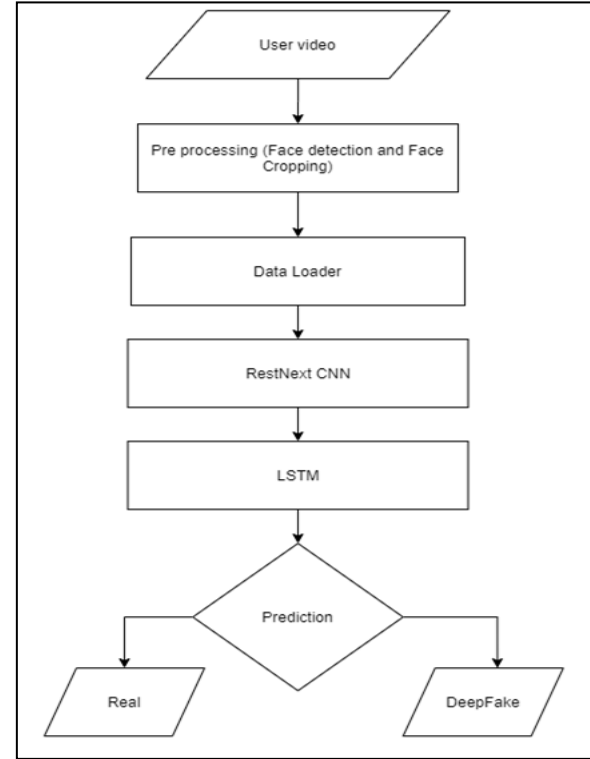 User video
Pre processing (Face detection and Face
Cropping)
Data Loader
RestNext CNN
LSTM
Prediction
Real
DeepFake